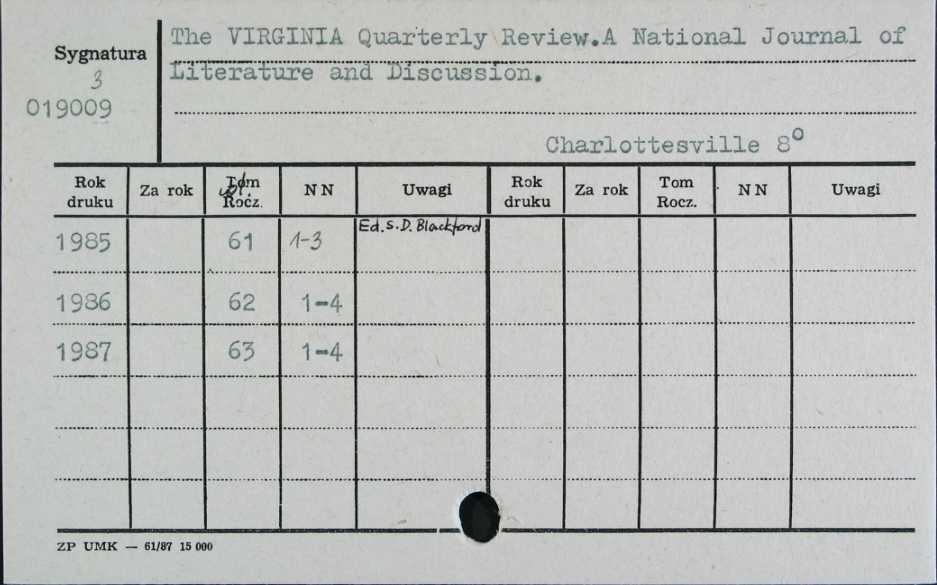 The VIRGINIA Quarterly Review.A National Journal of
Sygnatura
Literature and Discussion.
3
019009
Charlottesville 8°
Rok druku Za rok Tom Rocz. NN Uwagi Rok druku Za rok Tom Rocz. NN Uwagi
1985 61 1-3 Ed. S.D. Blackford
1986 62 1-4
1987 63 1-4
ZP UMK — 61/87 15 000